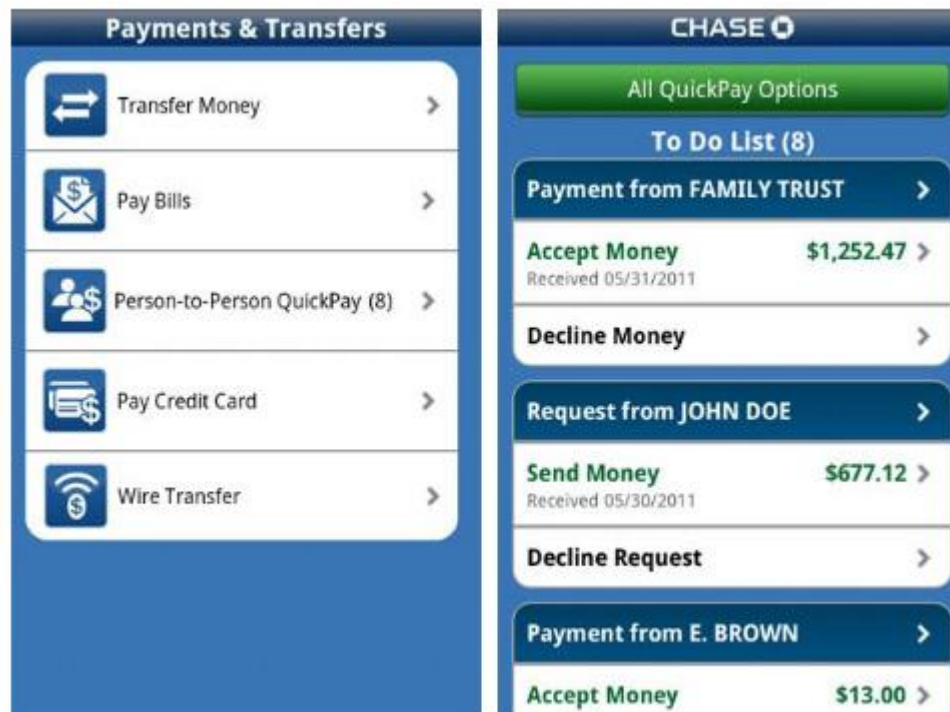 Payments & Transfers
Transfer Money
Pay Bills
Person-to-Person QuickPay (8)
Pay Credit Card
Wire Transfer
CHASE
All QuickPay Options
To Do List (8)
Payment from FAMILY TRUST
Accept Money $1,252.47
Received 05/31/2011
Decline Money
Request from JOHN DOE
Send Money $677.12
Received 05/30/2011
Decline Request
Payment from E. BROWN
Accept Money $13.00